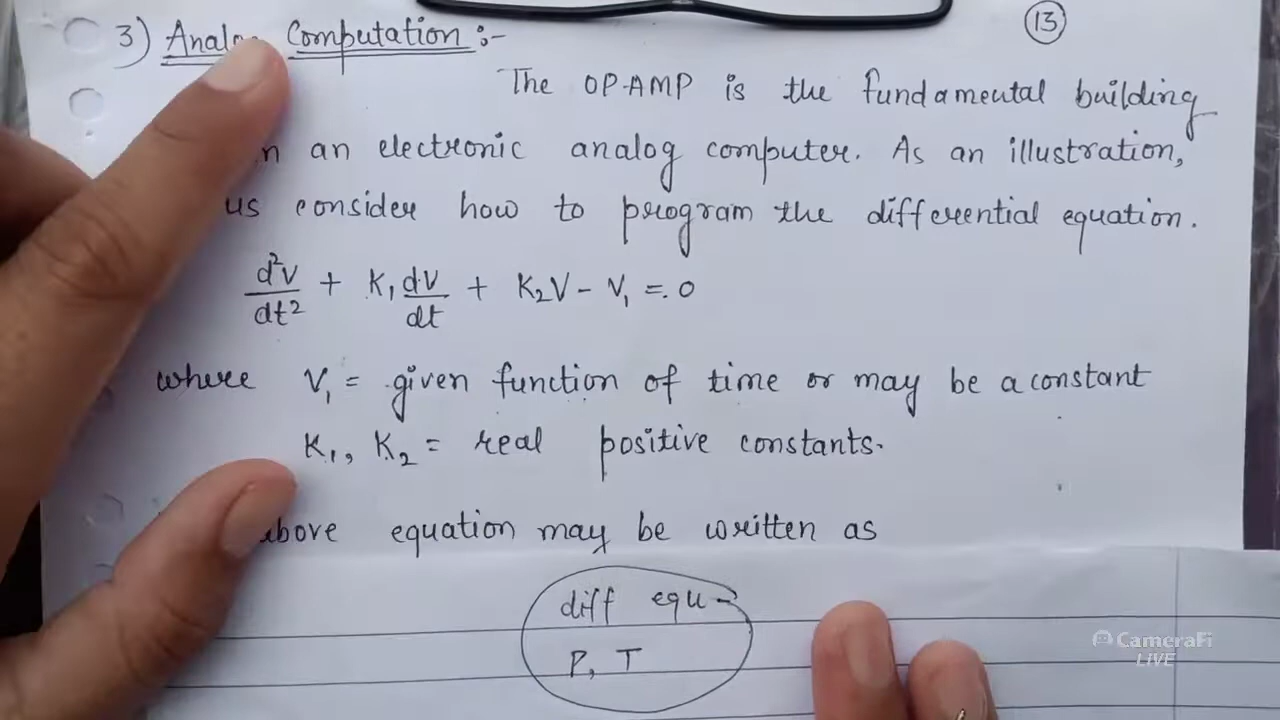 3) Analog Computation :-
13
The OP-AMP is the fundamental building
an electronic analog computer. As an illustration,
us consider how to program the differential equation.
d²v/dt² + K₁ dv/dt + K₂V - V₁ = 0
where V₁ = given function of time or may be a constant
K₁, K₂ = real positive constants.
above equation may be written as
diff equ
P, T
CameraFi
LIVE